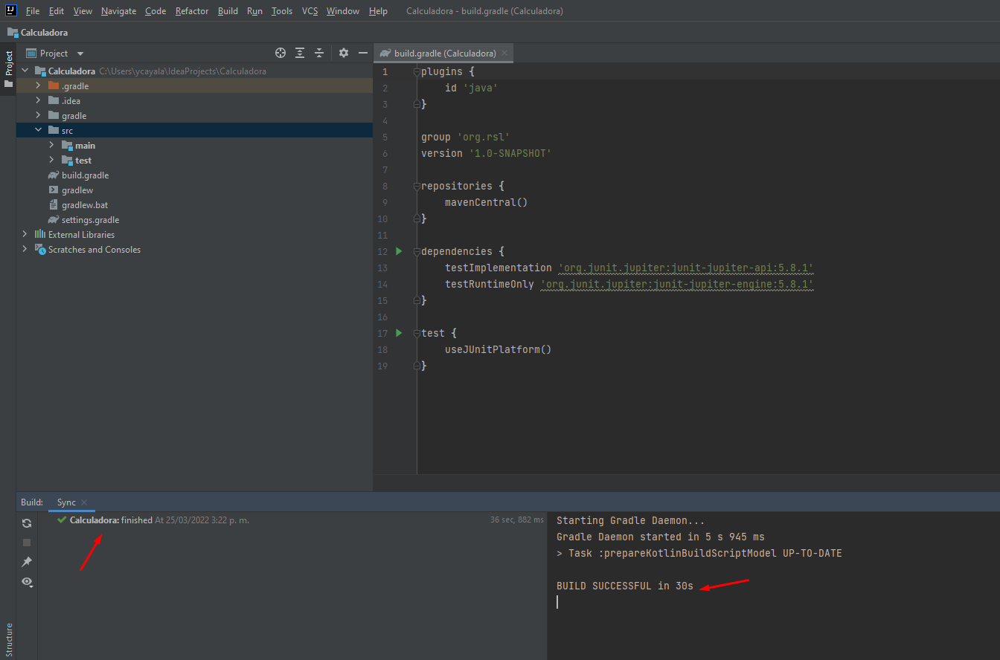 IJ File Edit View Navigate Code Refactor Build Run Tools VCS Window Help Calculadora - build.gradle (Calculadora)
Calculadora
Project
Project
Calculadora C:\Users\ycayala\IdeaProjects\Calculadora
.gradle
.idea
gradle
src
main
test
build.gradle
gradlew
gradlew.bat
settings.gradle
External Libraries
Scratches and Consoles
build.gradle (Calculadora)
1 plugins {
2 id 'java'
3 }
4
5 group 'org.rsl'
6 version '1.0-SNAPSHOT'
7
8 repositories {
9 mavenCentral()
10 }
11
12 dependencies {
13 testImplementation 'org.junit.jupiter:junit-jupiter-api:5.8.1'
14 testRuntimeOnly 'org.junit.jupiter:junit-jupiter-engine:5.8.1'
15 }
16
17 test {
18 useJUnitPlatform()
19 }
Build: Sync
Calculadora: finished At 25/03/2022 3:22 p. m. 36 sec, 882 ms
Starting Gradle Daemon...
Gradle Daemon started in 5 s 945 ms
> Task :prepareKotlinBuildScriptModel UP-TO-DATE
BUILD SUCCESSFUL in 30s
Structure